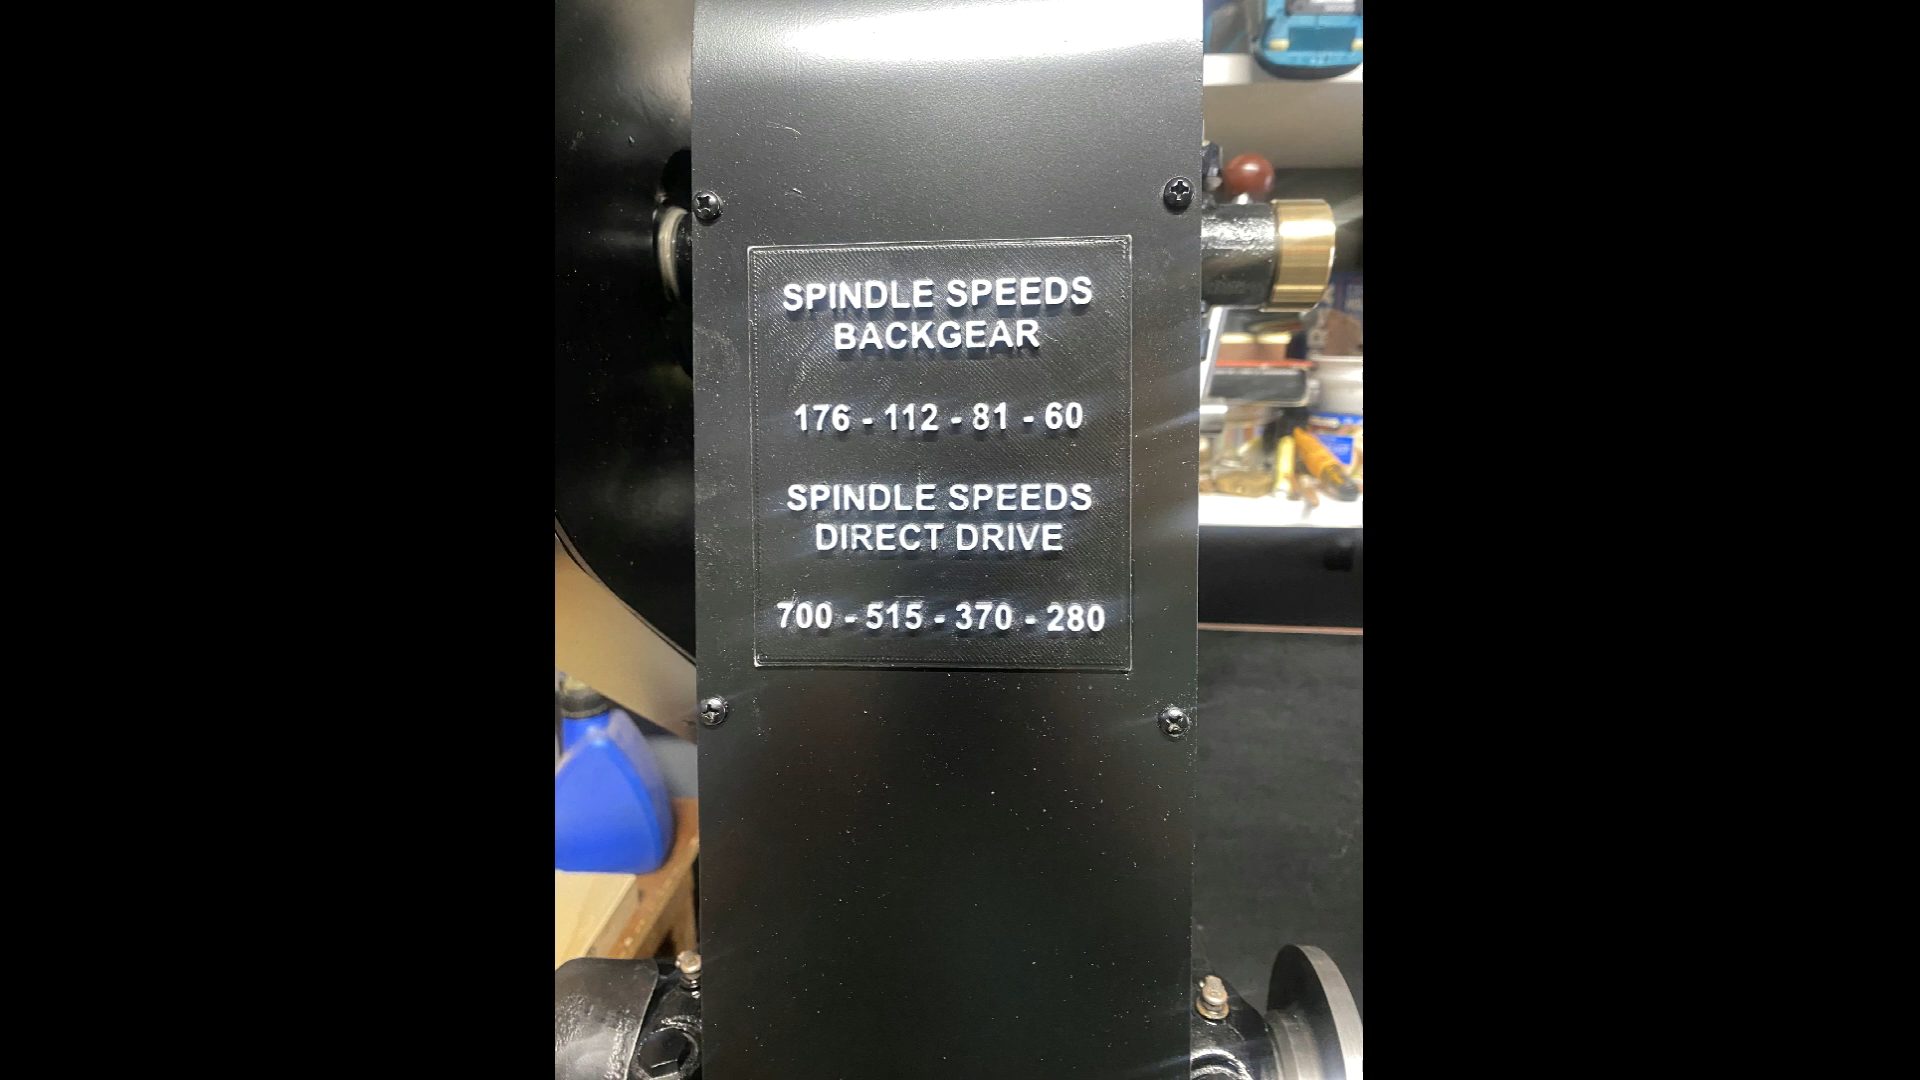 SPINDLE SPEEDS
BACKGEAR
176 - 112 - 81 - 60
SPINDLE SPEEDS
DIRECT DRIVE
700 - 515 - 370 - 280